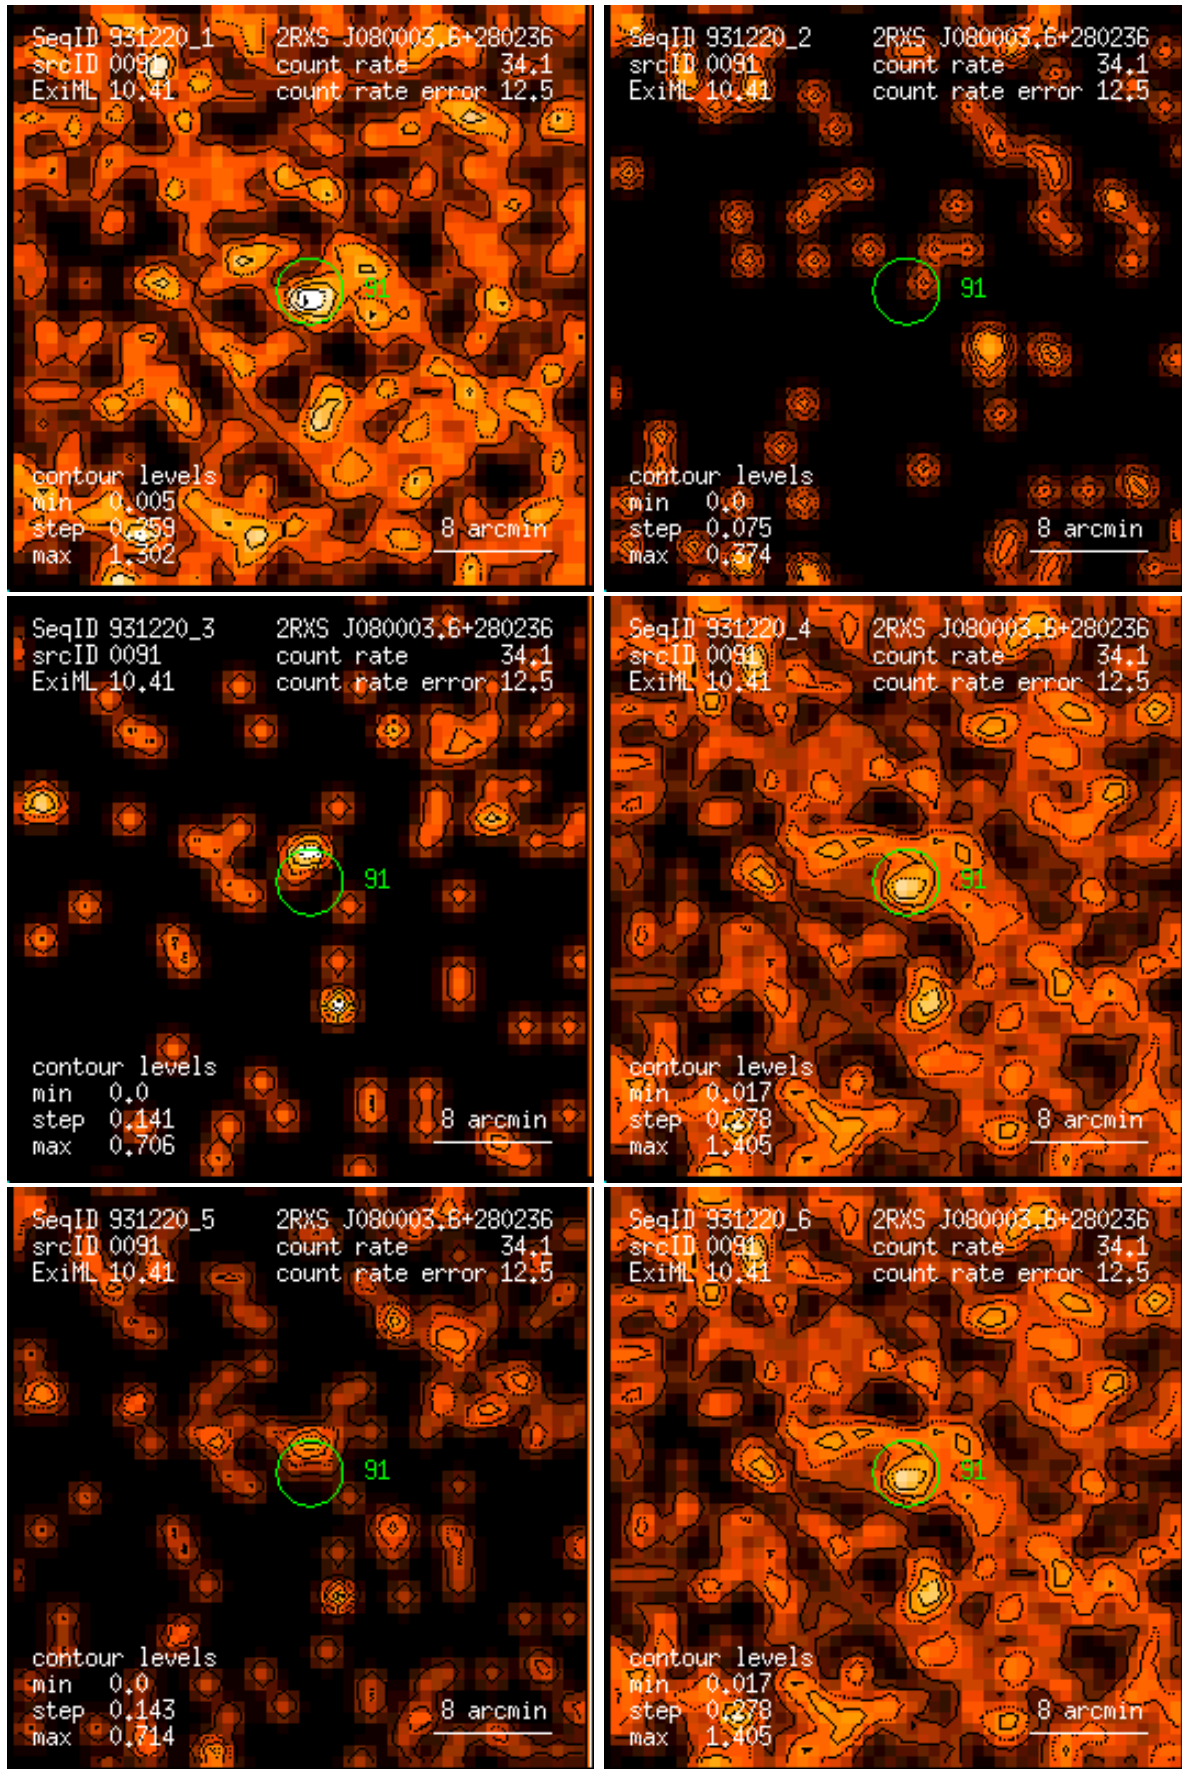 SeqID 931220_1 2RXS J080003.6+280236
srcID 0091 count rate 34.1
ExiML 10.41 count rate error 12.5
91
contour levels
min 0.005
step 0.259
max 1.302
8 arcmin
SeqID 931220_2 2RXS J080003.6+280236
srcID 0091 count rate 34.1
ExiML 10.41 count rate error 12.5
91
contour levels
min 0.0
step 0.075
max 0.374
8 arcmin
SeqID 931220_3 2RXS J080003.6+280236
srcID 0091 count rate 34.1
ExiML 10.41 count rate error 12.5
91
contour levels
min 0.0
step 0.141
max 0.706
8 arcmin
SeqID 931220_4 2RXS J080003.6+280236
srcID 0091 count rate 34.1
ExiML 10.41 count rate error 12.5
91
contour levels
min 0.017
step 0.278
max 1.405
8 arcmin
SeqID 931220_5 2RXS J080003.6+280236
srcID 0091 count rate 34.1
ExiML 10.41 count rate error 12.5
91
contour levels
min 0.0
step 0.143
max 0.714
8 arcmin
SeqID 931220_6 2RXS J080003.6+280236
srcID 0091 count rate 34.1
ExiML 10.41 count rate error 12.5
91
contour levels
min 0.017
step 0.278
max 1.405
8 arcmin